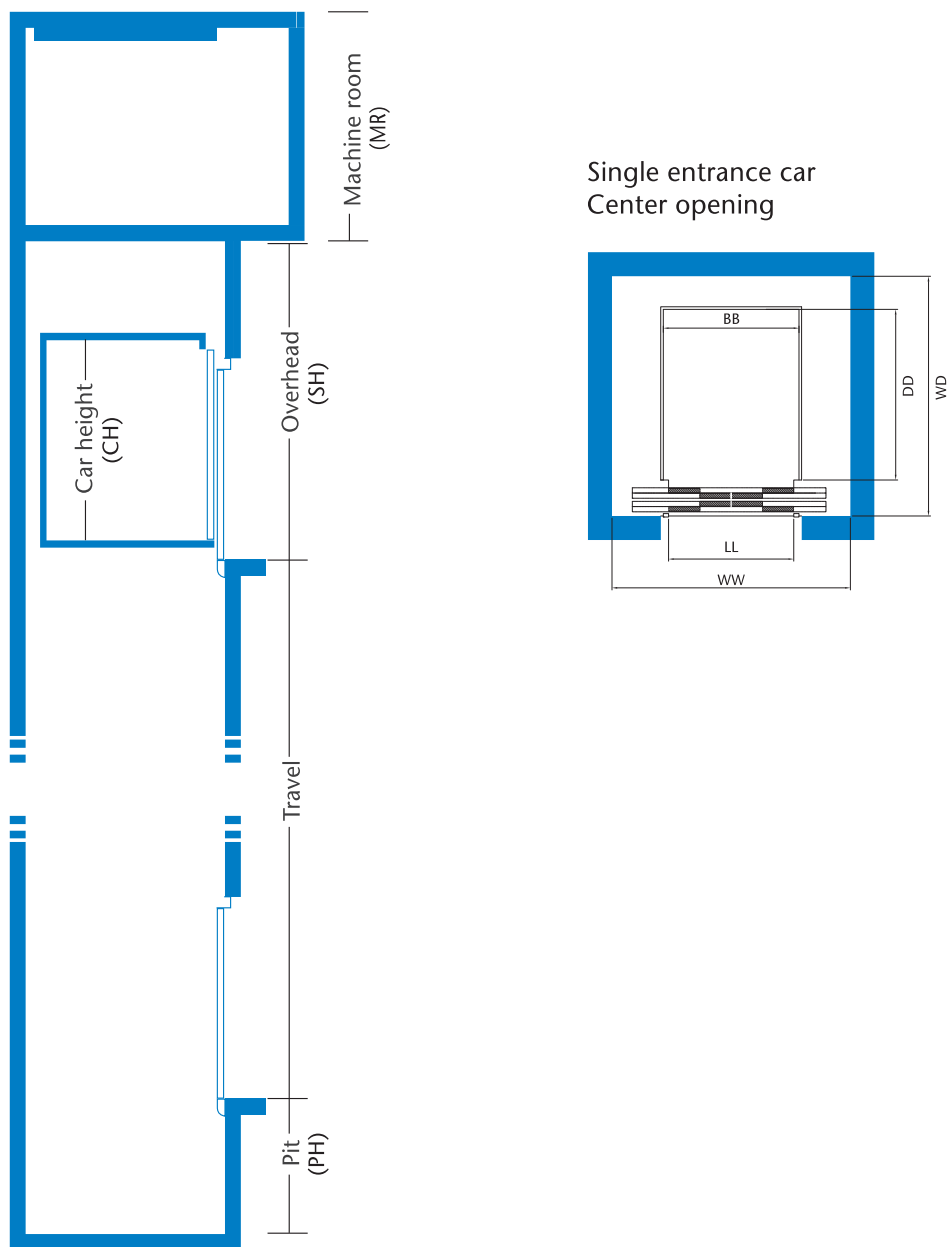 Machine room
(MR)
Single entrance car
Center opening
Overhead
(SH)
Car height
(CH)
BB
DD
WD
LL
WW
Travel
Pit
(PH)